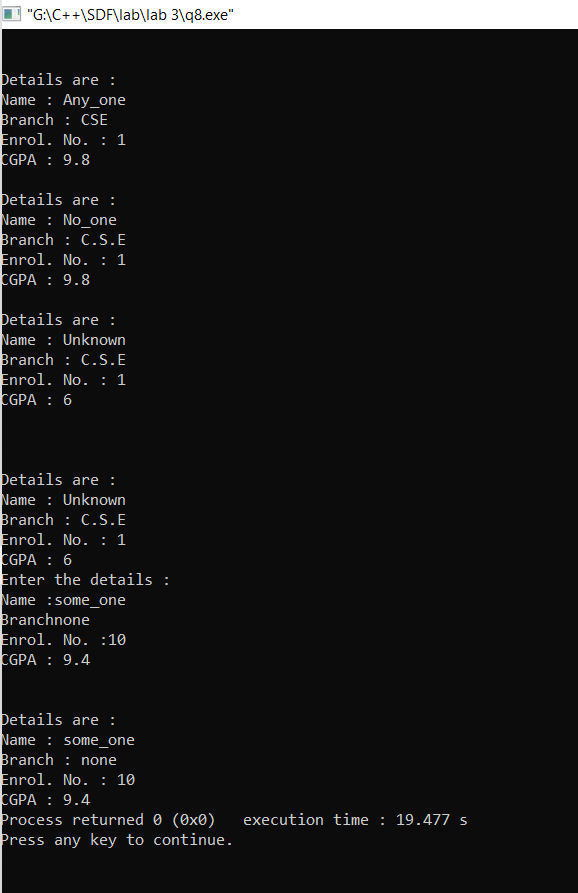 "G:\C++\SDF\lab\lab 3\q8.exe"
Details are :
Name : Any_one
Branch : CSE
Enrol. No. : 1
CGPA : 9.8
Details are :
Name : No_one
Branch : C.S.E
Enrol. No. : 1
CGPA : 9.8
Details are :
Name : Unknown
Branch : C.S.E
Enrol. No. : 1
CGPA : 6
Details are :
Name : Unknown
Branch : C.S.E
Enrol. No. : 1
CGPA : 6
Enter the details :
Name :some_one
Branchnone
Enrol. No. :10
CGPA : 9.4
Details are :
Name : some_one
Branch : none
Enrol. No. : 10
CGPA : 9.4
Process returned 0 (0x0)   execution time : 19.477 s
Press any key to continue.